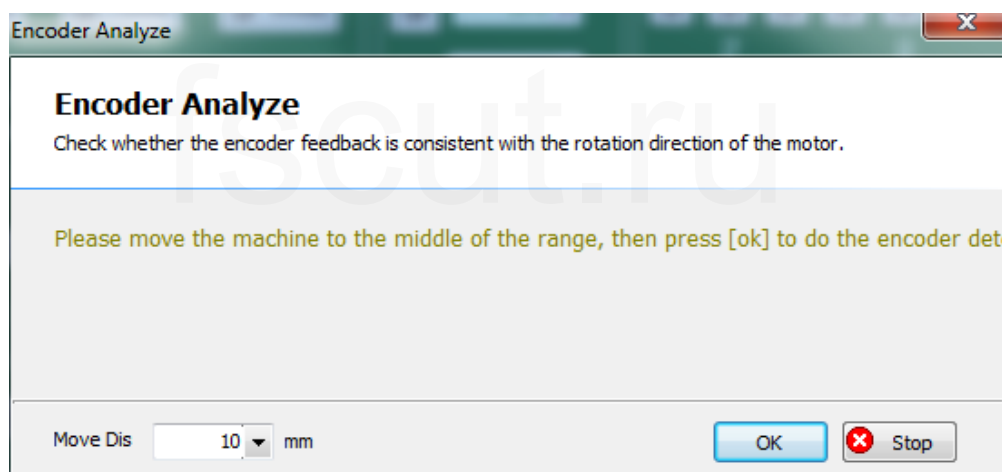 Encoder Analyze
Encoder Analyze
Check whether the encoder feedback is consistent with the rotation direction of the motor.
fscut.ru
Please move the machine to the middle of the range, then press [ok] to do the encoder det
Move Dis 10 mm OK Stop